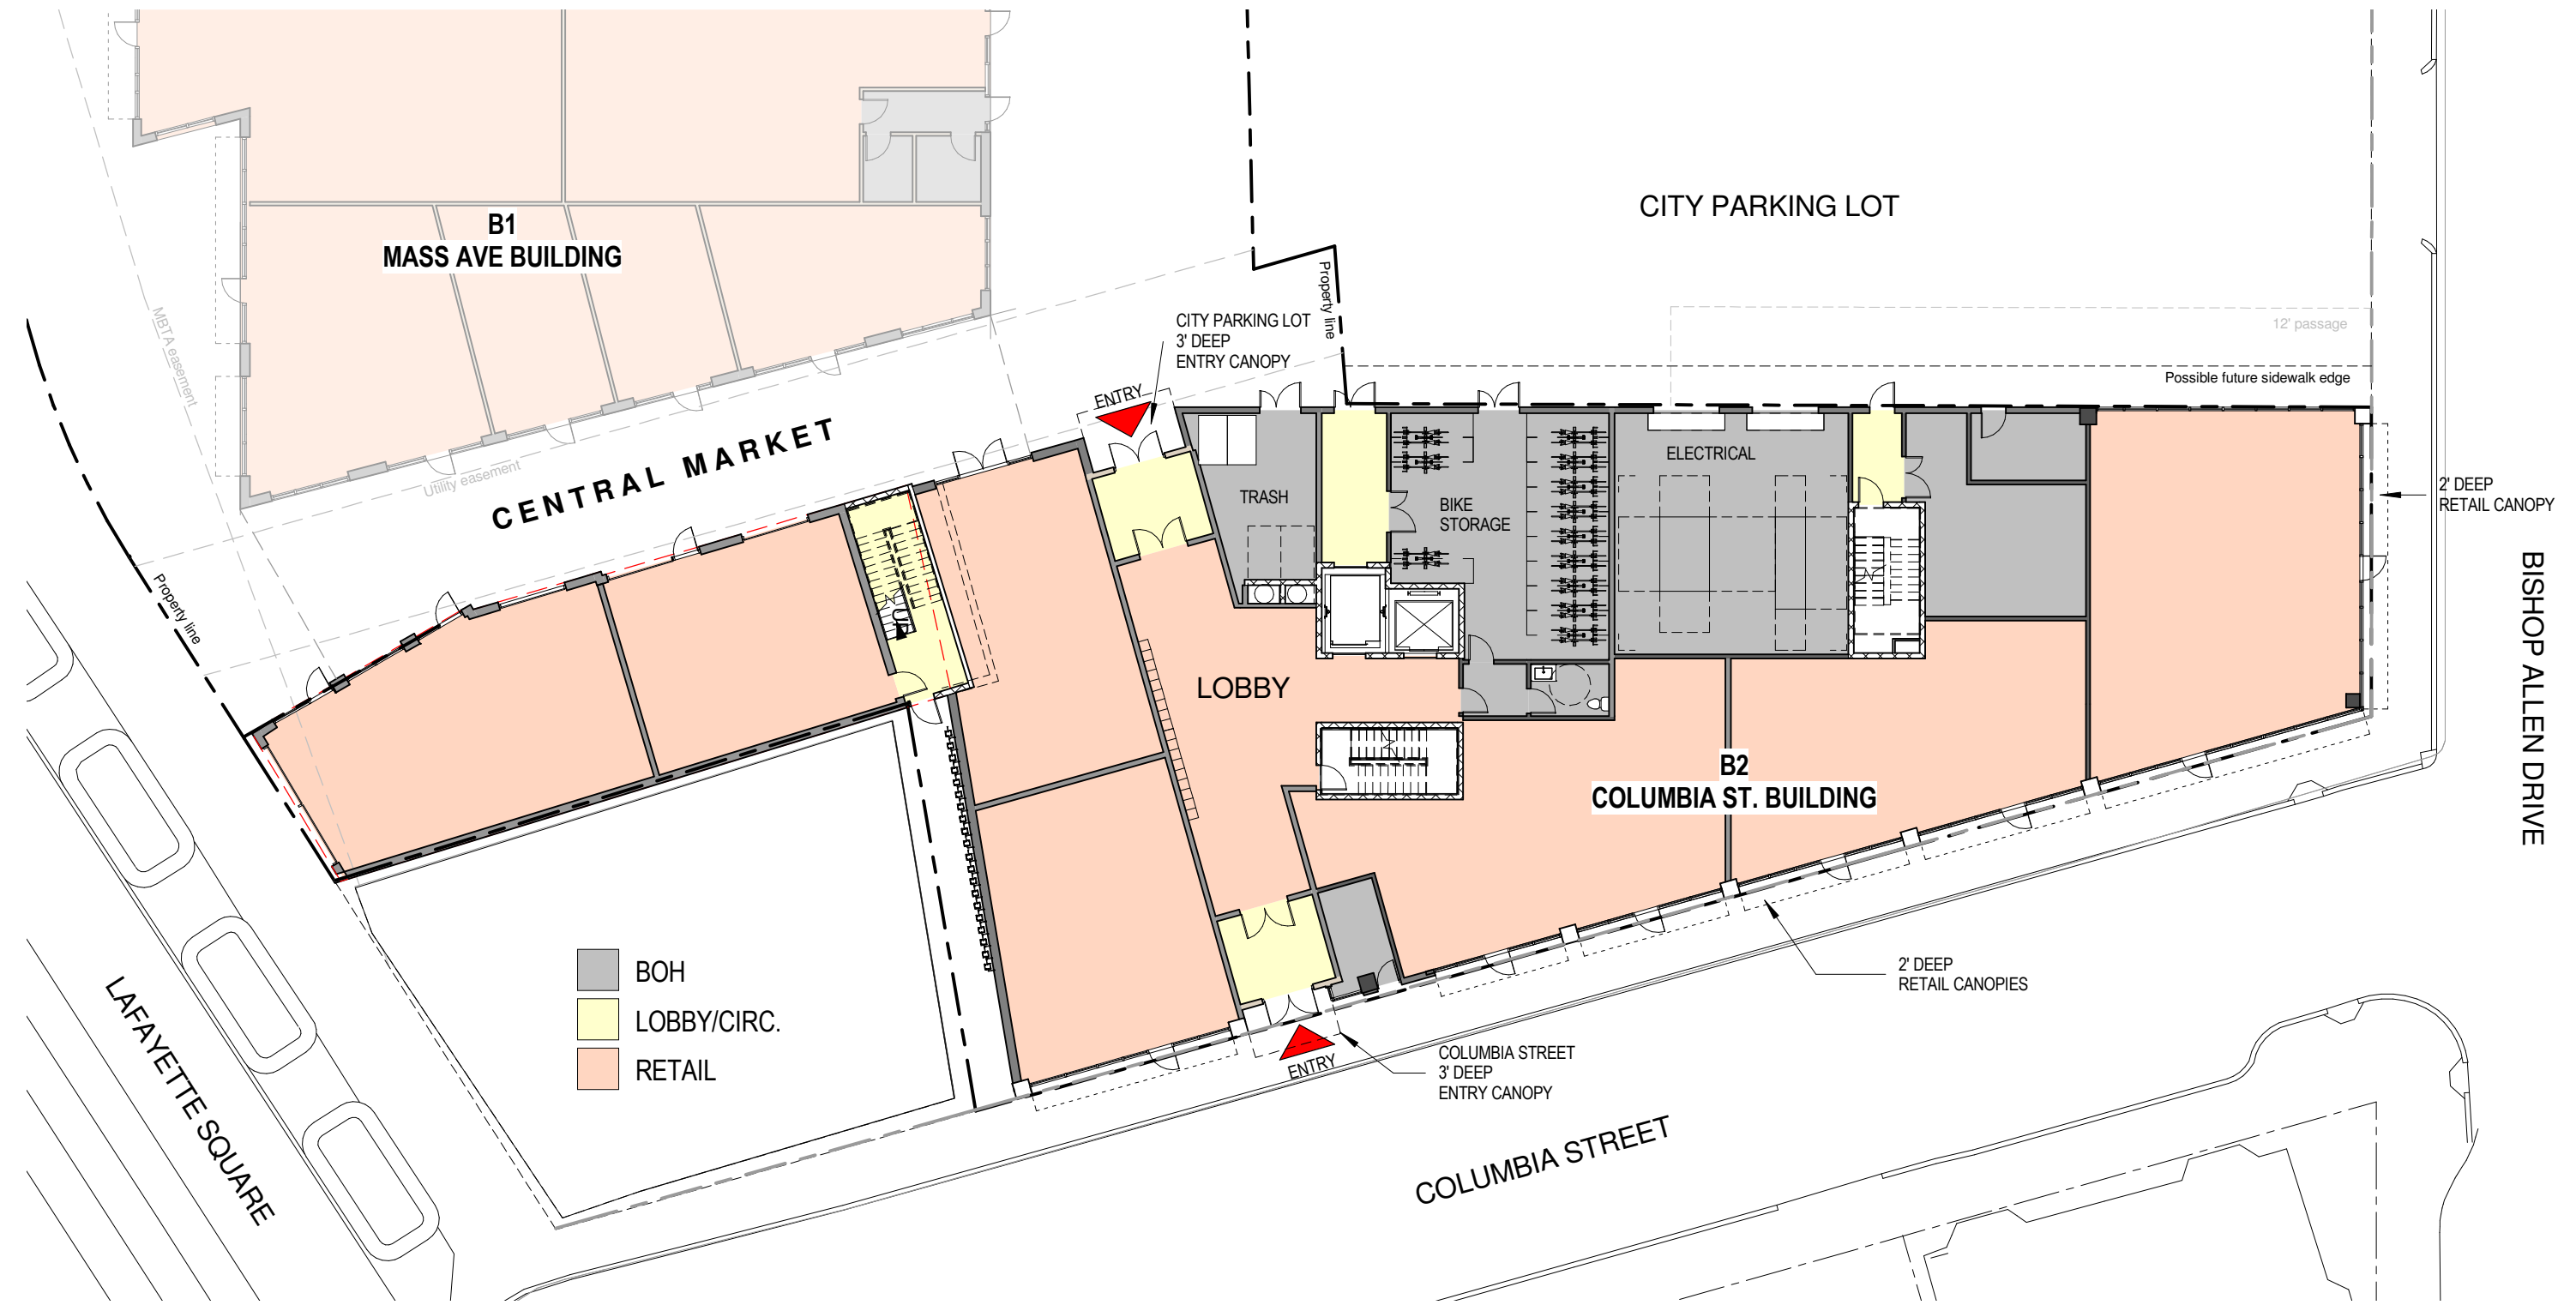 B1
MASS AVE BUILDING
CITY PARKING LOT
MBTA easement
Property line
CITY PARKING LOT
3' DEEP
ENTRY CANOPY
12' passage
Possible future sidewalk edge
ENTRY
CENTRAL MARKET
Utility easement
TRASH
BIKE
STORAGE
ELECTRICAL
2' DEEP
RETAIL CANOPY
Property line
UP
LOBBY
BISHOP ALLEN DRIVE
B2
COLUMBIA ST. BUILDING
BOH
LOBBY/CIRC.
RETAIL
2' DEEP
RETAIL CANOPIES
LAFAYETTE SQUARE
ENTRY
COLUMBIA STREET
3' DEEP
ENTRY CANOPY
COLUMBIA STREET